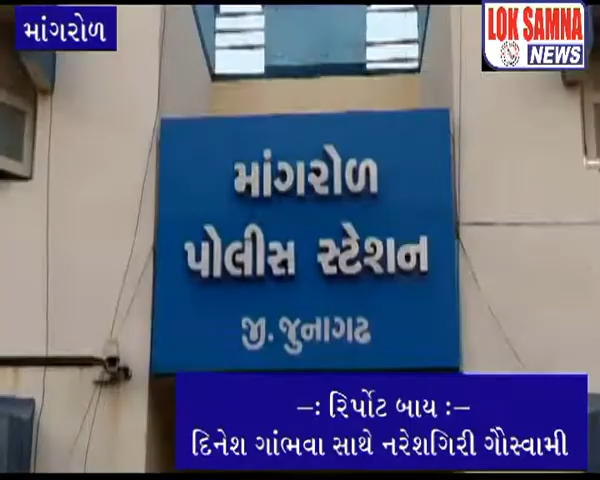 માંગરોળ
LOK SAMNA
NEWS
માંગરોળ
પોલીસ સ્ટેશન
જી. જુનાગઢ
-: રિર્પોટ બાય :-
દિનેશ ગાંભવા સાથે નરેશગિરી ગૌસ્વામી